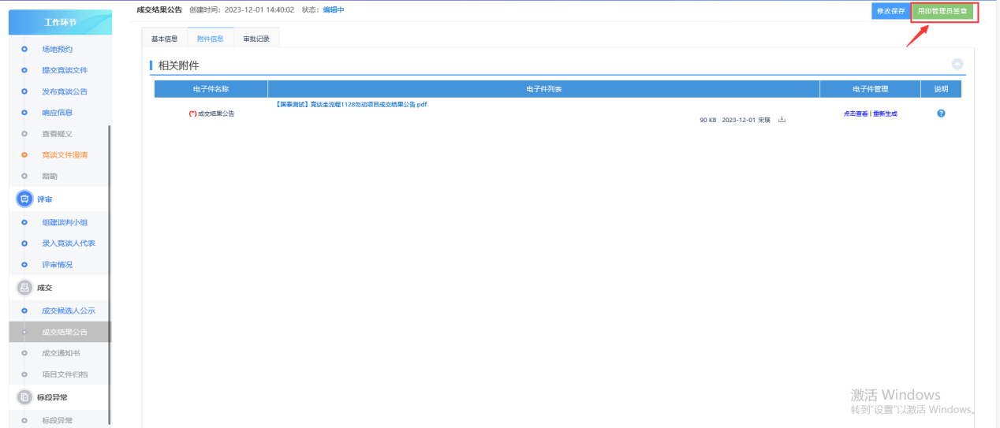 成交结果公告 创建时间：2023-12-01 14:40:02 状态：编辑中
修改保存 用印管理员签章
工作环节
场地预约
提交竞谈文件
发布竞谈公告
响应信息
查看疑义
竞谈文件澄清
踏勘
评审
组建谈判小组
录入竞谈人代表
评审情况
成交
成交候选人公示
成交结果公告
成交通知书
项目文件归档
标段异常
标段异常
基本信息 附件信息 审批记录
相关附件
电子件名称 电子件列表 电子件管理 说明
(*)成交结果公告
【国泰测试】竞谈全流程1128勿动项目成交结果公告.pdf
90 KB 2023-12-01 宋瑛
点击查看 | 重新生成
激活 Windows
转到"设置"以激活 Windows。